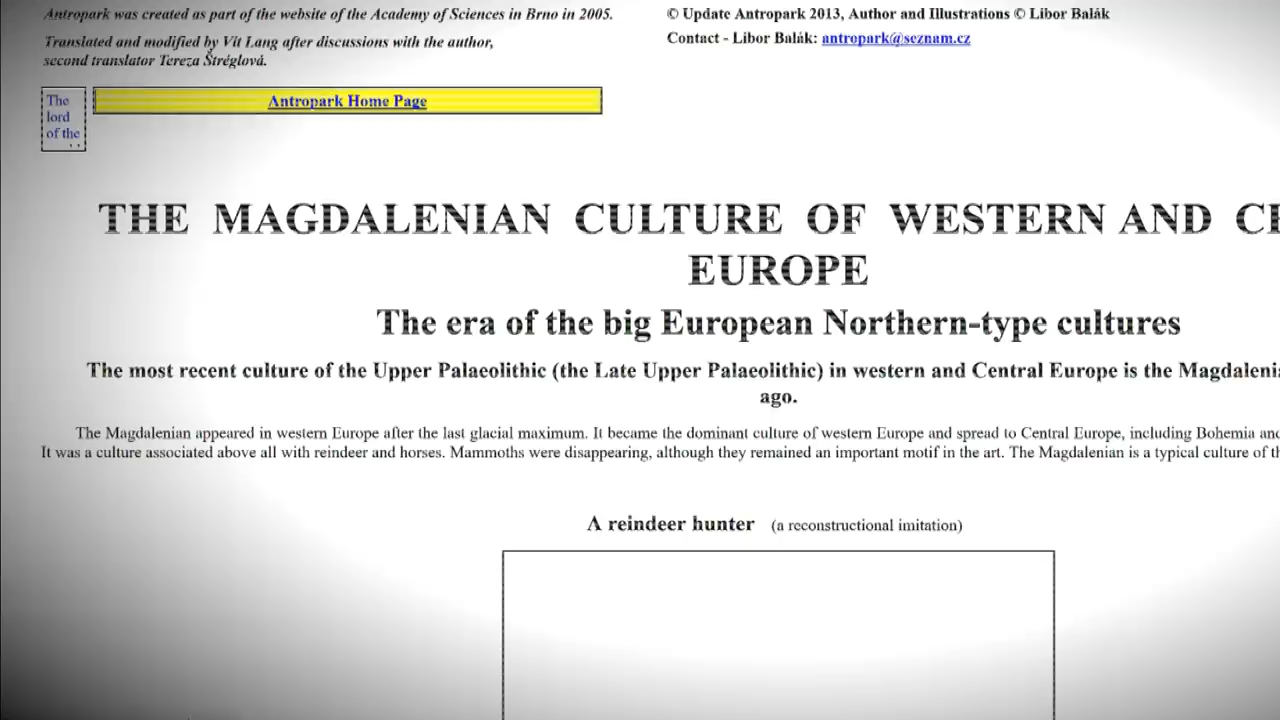 Antropark was created as part of the website of the Academy of Sciences in Brno in 2005.
© Update Antropark 2013, Author and Illustrations © Libor Balák
Translated and modified by Vít Lang after discussions with the author,
second translator Tereza Štréglová.
Contact - Libor Balák: antropark@seznam.cz
The
lord
of the
Antropark Home Page
THE MAGDALENIAN CULTURE OF WESTERN AND
EUROPE
The era of the big European Northern-type cultures
The most recent culture of the Upper Palaeolithic (the Late Upper Palaeolithic) in western and Central Europe is the
ago.
The Magdalenian appeared in western Europe after the last glacial maximum. It became the dominant culture of western Europe and spread to Central Europe, including Bohemia
It was a culture associated above all with reindeer and horses. Mammoths were disappearing, although they remained an important motif in the art. The Magdalenian is a typical culture of
A reindeer hunter (a reconstructional imitation)